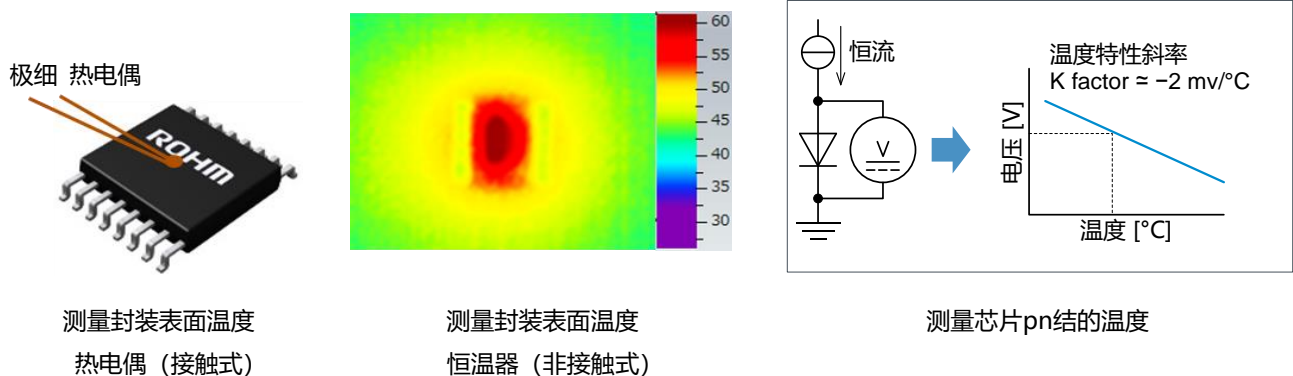 极细 热电偶
ROHM
测量封装表面温度
热电偶（接触式）
60
55
50
45
40
35
30
测量封装表面温度
恒温器（非接触式）
恒流
V
温度特性斜率
K factor ≃ −2 mv/°C
电压 [V]
温度 [°C]
测量芯片pn结的温度